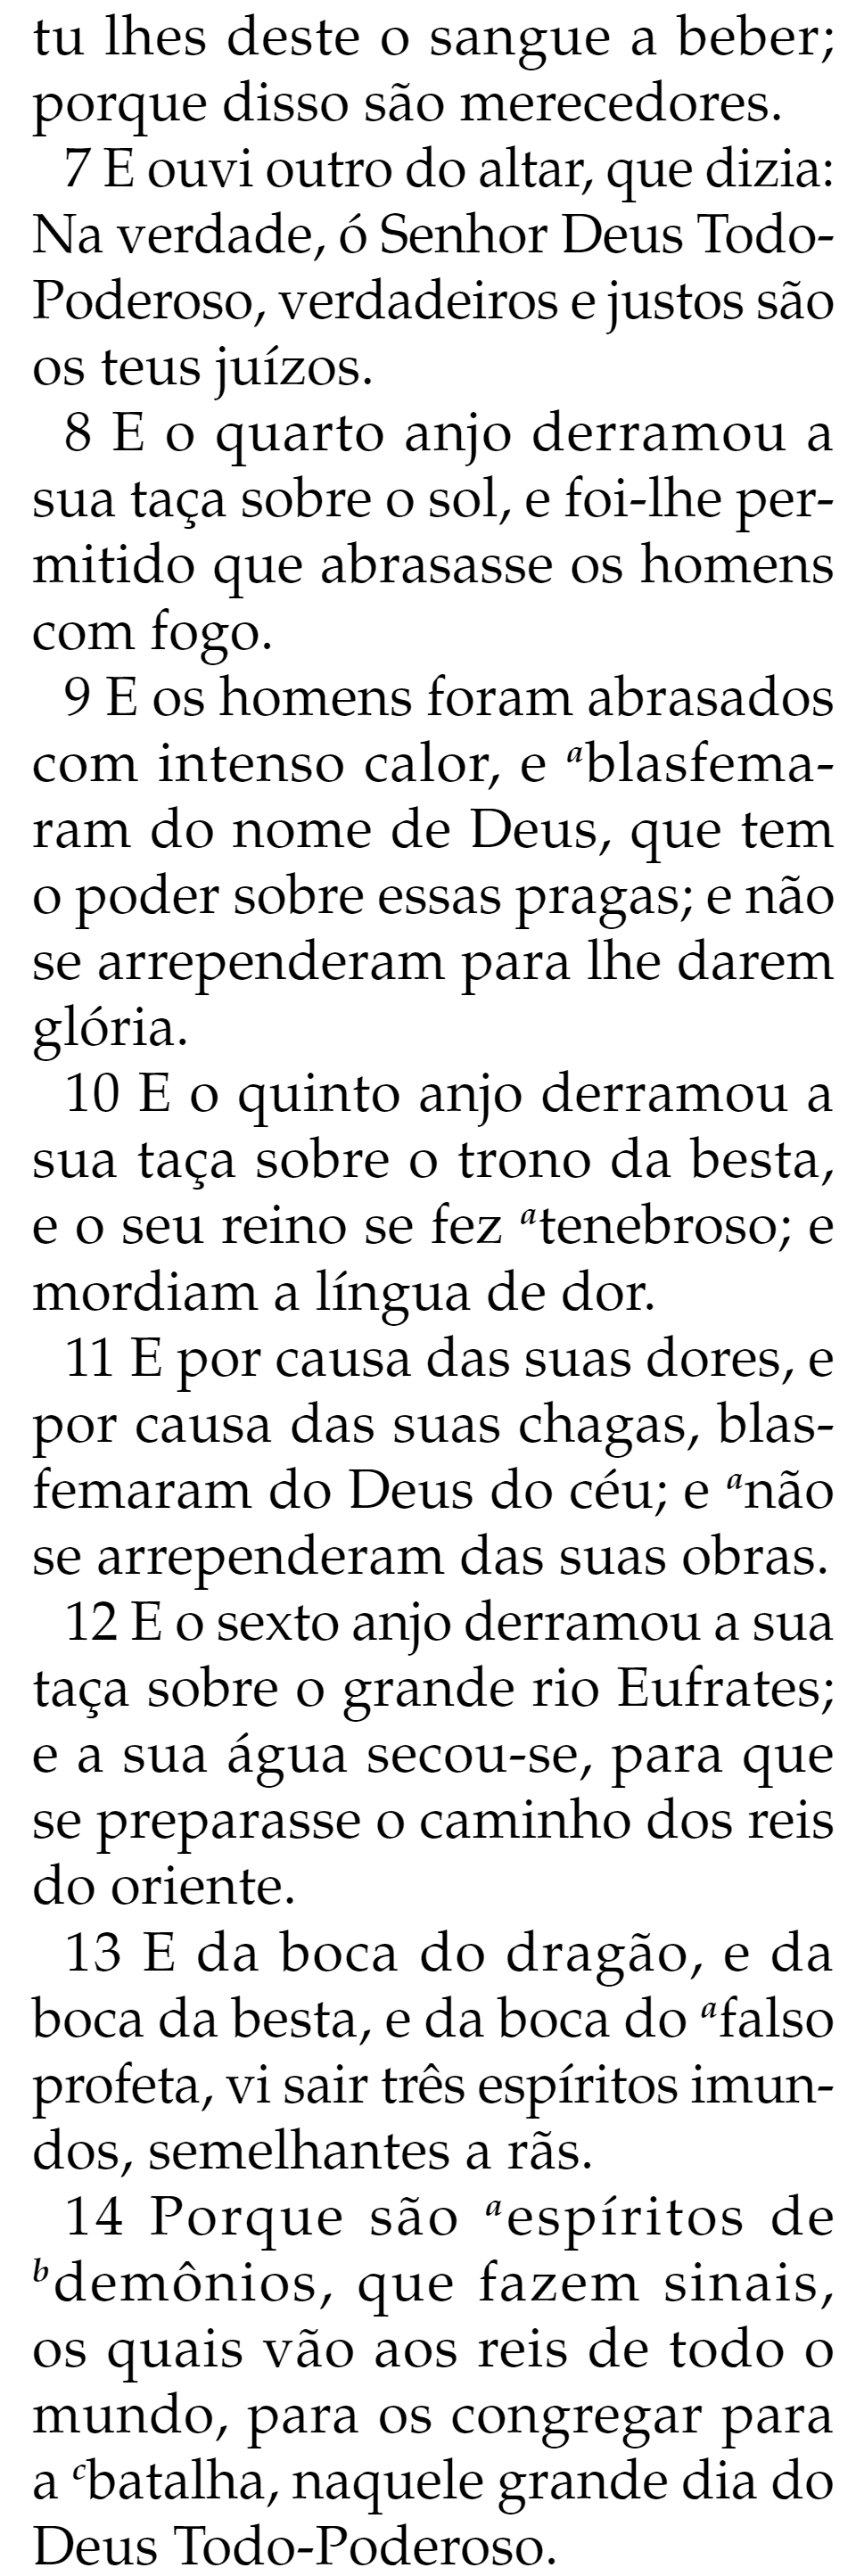 tu lhes deste o sangue a beber;
porque disso são merecedores.
7 E ouvi outro do altar, que dizia:
Na verdade, ó Senhor Deus Todo-
Poderoso, verdadeiros e justos são
os teus juízos.
8 E o quarto anjo derramou a
sua taça sobre o sol, e foi-lhe per-
mitido que abrasasse os homens
com fogo.
9 E os homens foram abrasados
com intenso calor, e ᵃblasfema-
ram do nome de Deus, que tem
o poder sobre essas pragas; e não
se arrependeram para lhe darem
glória.
10 E o quinto anjo derramou a
sua taça sobre o trono da besta,
e o seu reino se fez ᵃtenebroso; e
mordiam a língua de dor.
11 E por causa das suas dores, e
por causa das suas chagas, blas-
femaram do Deus do céu; e ᵃnão
se arrependeram das suas obras.
12 E o sexto anjo derramou a sua
taça sobre o grande rio Eufrates;
e a sua água secou-se, para que
se preparasse o caminho dos reis
do oriente.
13 E da boca do dragão, e da
boca da besta, e da boca do ᵃfalso
profeta, vi sair três espíritos imun-
dos, semelhantes a rãs.
14 Porque são ᵃespíritos de
ᵇdemônios, que fazem sinais,
os quais vão aos reis de todo o
mundo, para os congregar para
a ᶜbatalha, naquele grande dia do
Deus Todo-Poderoso.